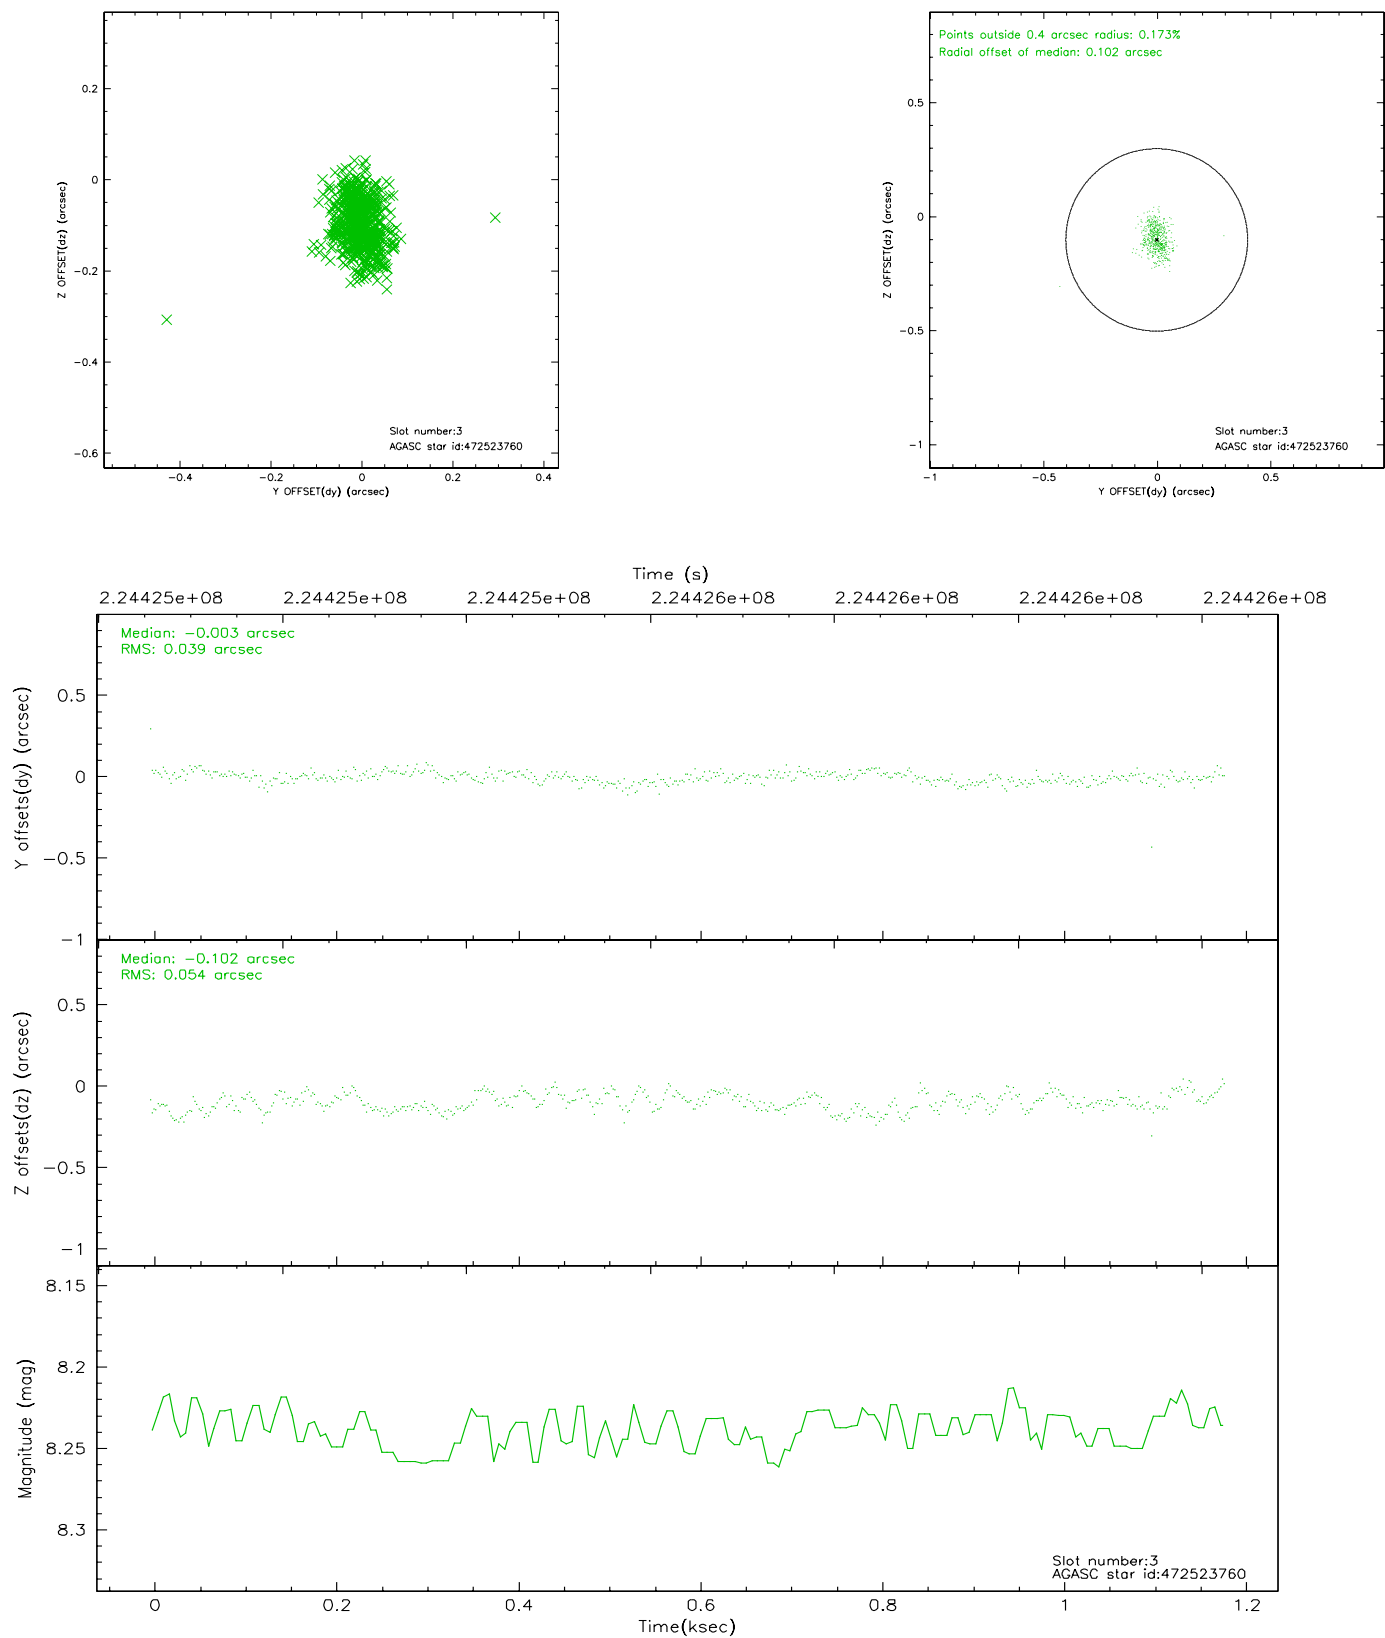 0.2
0
−0.2
−0.4
−0.6
Z OFFSET(dz) (arcsec)
Slot number:3
AGASC star id:472523760
−0.4 −0.2 0 0.2 0.4
Y OFFSET(dy) (arcsec)
Points outside 0.4 arcsec radius: 0.173%
Radial offset of median: 0.102 arcsec
0.5
0
−0.5
−1
Z OFFSET(dz) (arcsec)
Slot number:3
AGASC star id:472523760
−1 −0.5 0 0.5
Y OFFSET(dy) (arcsec)
Time (s)
2.24425e+08 2.24425e+08 2.24425e+08 2.24426e+08 2.24426e+08 2.24426e+08 2.24426e+08
Median: −0.003 arcsec
RMS: 0.039 arcsec
0.5
0
−0.5
−1
Y offsets(dy) (arcsec)
Median: −0.102 arcsec
RMS: 0.054 arcsec
0.5
0
−0.5
−1
Z offsets(dz) (arcsec)
8.15
8.2
8.25
8.3
Magnitude (mag)
Slot number:3
AGASC star id:472523760
0 0.2 0.4 0.6 0.8 1 1.2
Time(ksec)